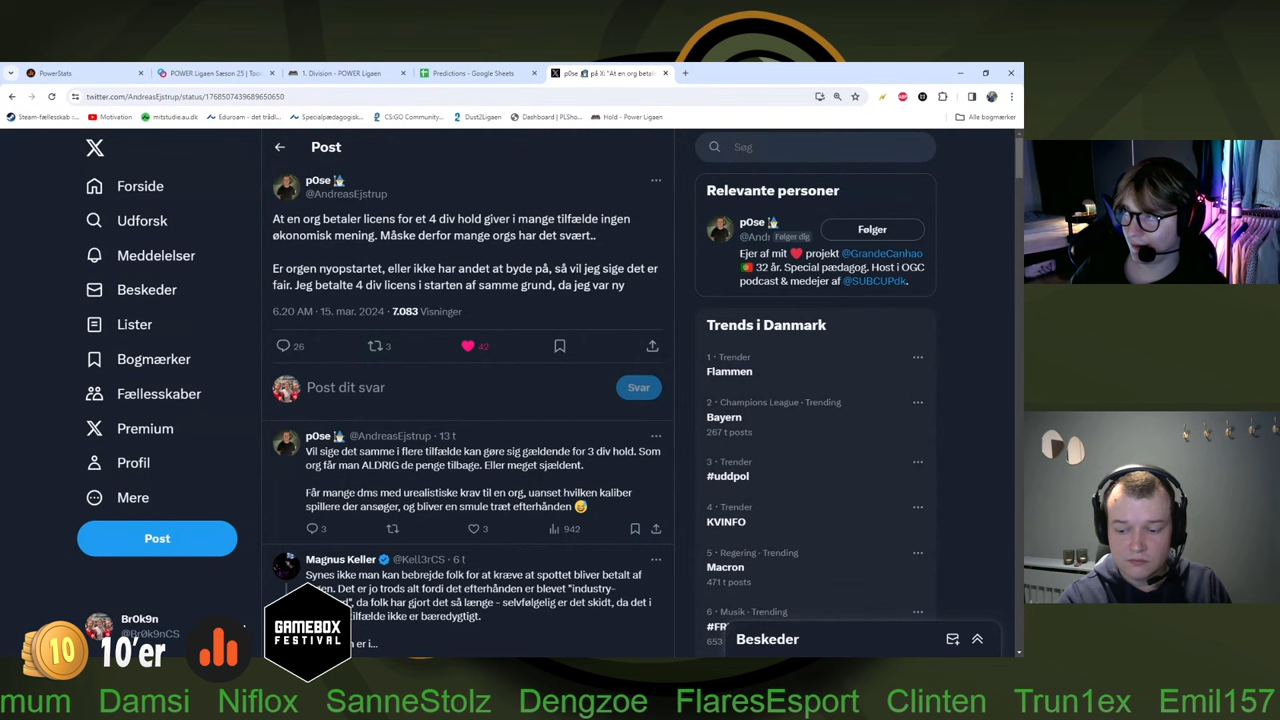 PowerStats
POWER Ligaen Sæson 25 | Too
1. Division - POWER Ligaen
Predictions - Google Sheets
p0se på X: "At en org betal
twitter.com/AndreasEjstrup/status/1768507439689650650
Steam-fællesskab :...
Motivation
mitstudie.au.dk
Eduroam - det trådl...
Specialpædagogisk...
CS:GO Community...
Dust2Ligaen
Dashboard | PLSho...
Hold - Power Ligaen
Alle bogmærker
Forside
Udforsk
Meddelelser
Beskeder
Lister
Bogmærker
Fællesskaber
Premium
Profil
Mere
Post
Br0k9n
@Br0k9nCS
Post
p0se
@AndreasEjstrup
At en org betaler licens for et 4 div hold giver i mange tilfælde ingen
økonomisk mening. Måske derfor mange orgs har det svært..
Er orgen nyopstartet, eller ikke har andet at byde på, så vil jeg sige det er
fair. Jeg betalte 4 div licens i starten af samme grund, da jeg var ny
6.20 AM · 15. mar. 2024 · 7.083 Visninger
26
3
42
Post dit svar
Svar
p0se @AndreasEjstrup · 13 t
Vil sige det samme i flere tilfælde kan gøre sig gældende for 3 div hold. Som
org får man ALDRIG de penge tilbage. Eller meget sjældent.
Får mange dms med urealistiske krav til en org, uanset hvilken kaliber
spillere der ansøger, og bliver en smule træt efterhånden
3
3
942
Magnus Keller @Kell3rCS · 6 t
Synes ikke man kan bebrejde folk for at kræve at spottet bliver betalt af
en. Det er jo trods alt fordi det efterhånden er blevet "industry-
", da folk har gjort det så længe - selvfølgelig er det skidt, da det i
tilfælde ikke er bæredygtigt.
n er i...
Søg
Relevante personer
p0se
@Andr
Følger dig
Følger
Ejer af mit projekt @GrandeCanhao
32 år. Special pædagog. Host i OGC
podcast & medejer af @SUBCUPdk.
Trends i Danmark
1 · Trender
Flammen
2 · Champions League · Trending
Bayern
267 t posts
3 · Trender
#uddpol
4 · Trender
KVINFO
5 · Regering · Trending
Macron
471 t posts
6 · Musik · Trending
#FR
653
Beskeder
10
10'er
GAMEBOX
FESTIVAL
mum Damsi Niflox SanneStolz Dengzoe FlaresEsport Clinten Trun1ex Emil157